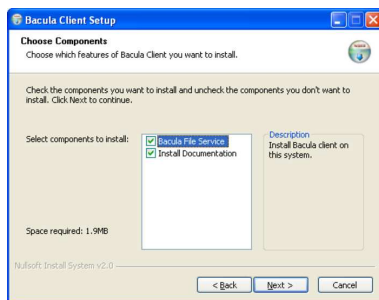 Bacula Client Setup
Choose Components
Choose which features of Bacula Client you want to install.
Check the components you want to install and uncheck the components you don't want to
install. Click Next to continue.
Select components to install:
Bacula File Service
Install Documentation
Description
Install Bacula client on
this system.
Space required: 1.9MB
Nullsoft Install System v2.0
< Back
Next >
Cancel